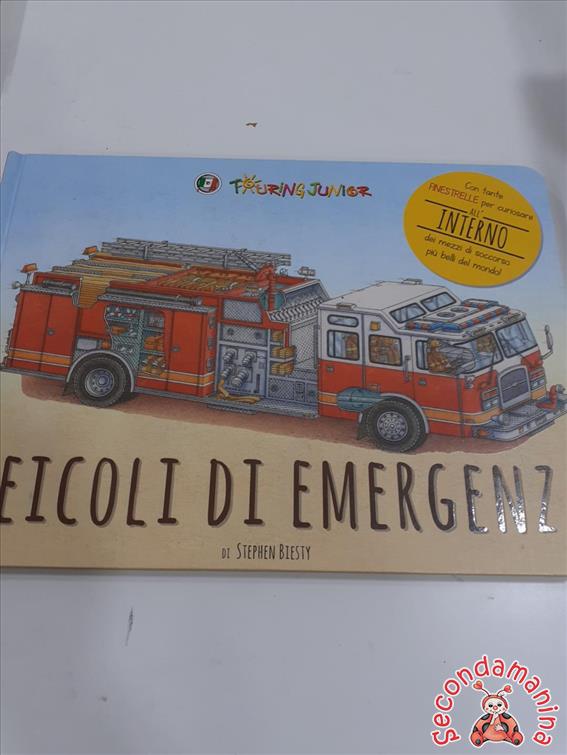 TOURING JUNIOR
Con tante
FINESTRELLE per curiosare
ALL'
INTERNO
dei mezzi di soccorso
più belli del mondo!
EICOLI DI EMERGENZ
DI STEPHEN BIESTY
Secondamanina